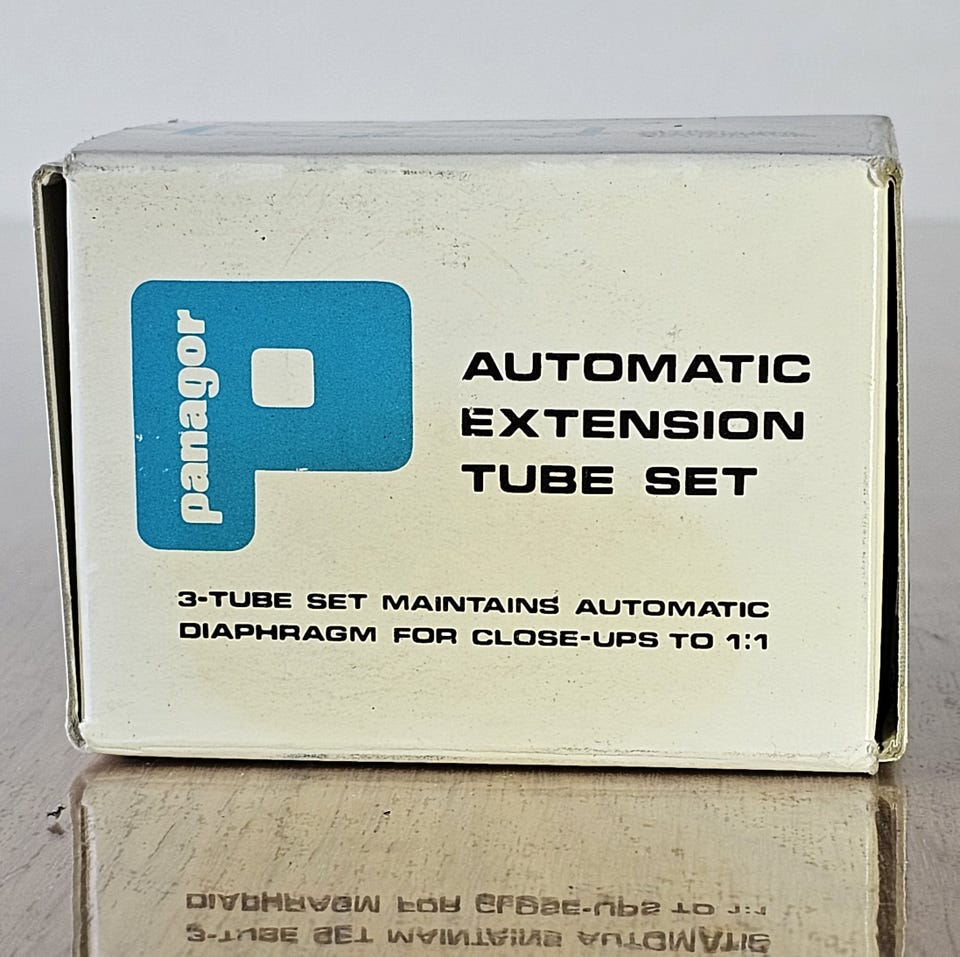 panagor
AUTOMATIC
EXTENSION
TUBE SET
3-TUBE SET MAINTAINS AUTOMATIC
DIAPHRAGM FOR CLOSE-UPS TO 1:1